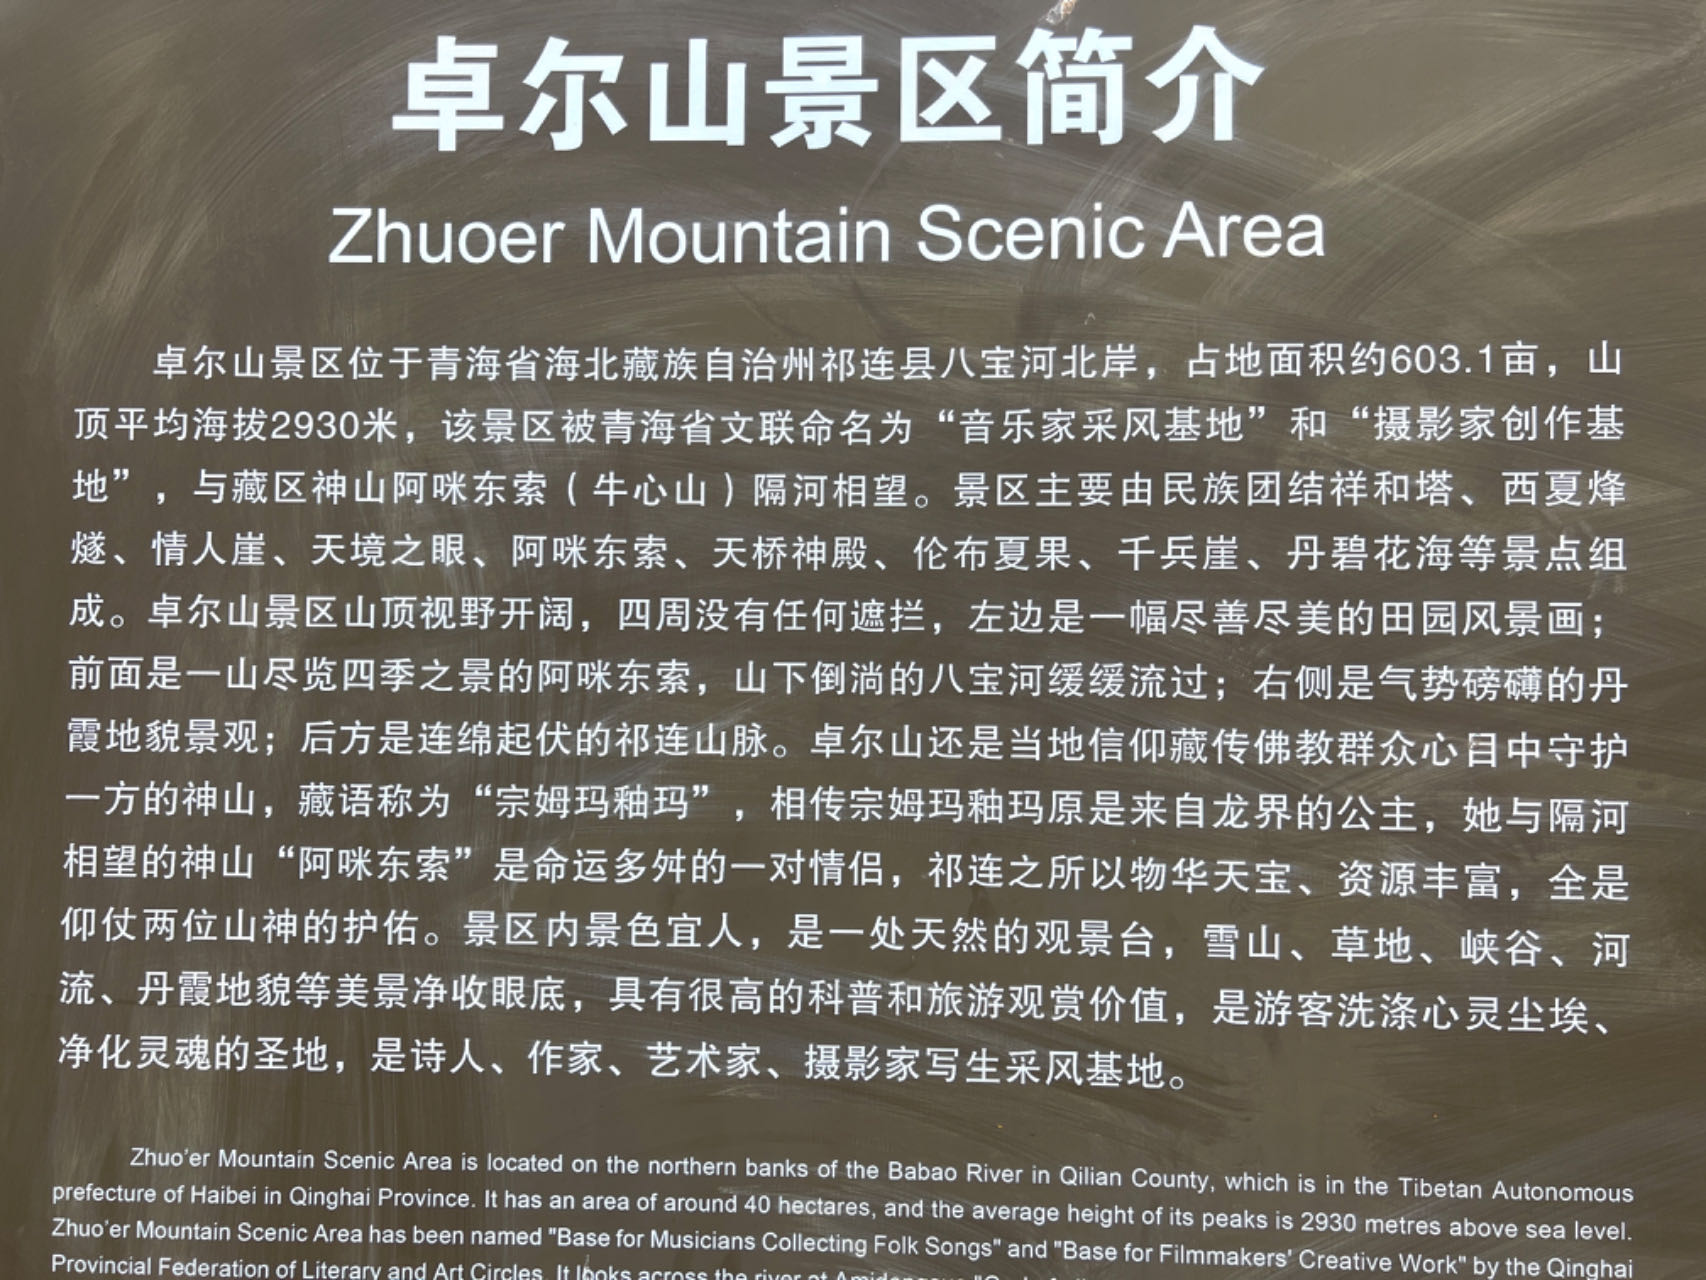 卓尔山景区简介
Zhuoer Mountain Scenic Area
卓尔山景区位于青海省海北藏族自治州祁连县八宝河北岸，占地面积约603.1亩，山
顶平均海拔2930米，该景区被青海省文联命名为“音乐家采风基地”和“摄影家创作基
地”，与藏区神山阿咪东索（牛心山）隔河相望。景区主要由民族团结祥和塔、西夏烽
燧、情人崖、天境之眼、阿咪东索、天桥神殿、伦布夏果、千兵崖、丹碧花海等景点组
成。卓尔山景区山顶视野开阔，四周没有任何遮拦，左边是一幅尽善尽美的田园风景画；
前面是一山尽览四季之景的阿咪东索，山下倒淌的八宝河缓缓流过；右侧是气势磅礴的丹
霞地貌景观；后方是连绵起伏的祁连山脉。卓尔山还是当地信仰藏传佛教群众心目中守护
一方的神山，藏语称为“宗姆玛釉玛”，相传宗姆玛釉玛原是来自龙界的公主，她与隔河
相望的神山“阿咪东索”是命运多舛的一对情侣，祁连之所以物华天宝、资源丰富，全是
仰仗两位山神的护佑。景区内景色宜人，是一处天然的观景台，雪山、草地、峡谷、河
流、丹霞地貌等美景净收眼底，具有很高的科普和旅游观赏价值，是游客洗涤心灵尘埃、
净化灵魂的圣地，是诗人、作家、艺术家、摄影家写生采风基地。
Zhuo’er Mountain Scenic Area is located on the northern banks of the Babao River in Qilian County, which is in the Tibetan Autonomous
prefecture of Haibei in Qinghai Province. It has an area of around 40 hectares, and the average height of its peaks is 2930 metres above sea level.
Zhuo’er Mountain Scenic Area has been named "Base for Musicians Collecting Folk Songs" and "Base for Filmmakers' Creative Work" by the Qinghai
Provincial Federation of Literary and Art Circles. It looks across the river at